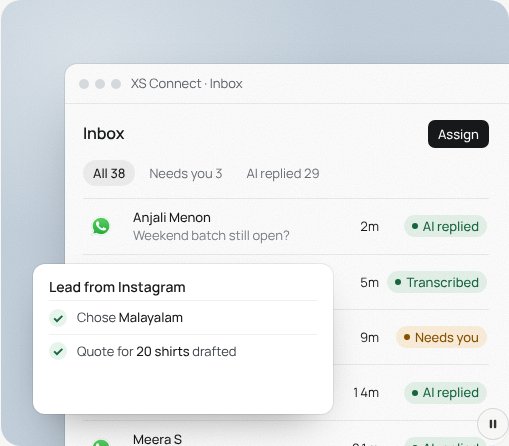 XS Connect · Inbox
Inbox
Assign
All 38 Needs you 3 AI replied 29
Anjali Menon
Weekend batch still open?
2m AI replied
5m Transcribed
Lead from Instagram
Chose Malayalam
9m Needs you
Quote for 20 shirts drafted
14m AI replied
Meera S
AI replied